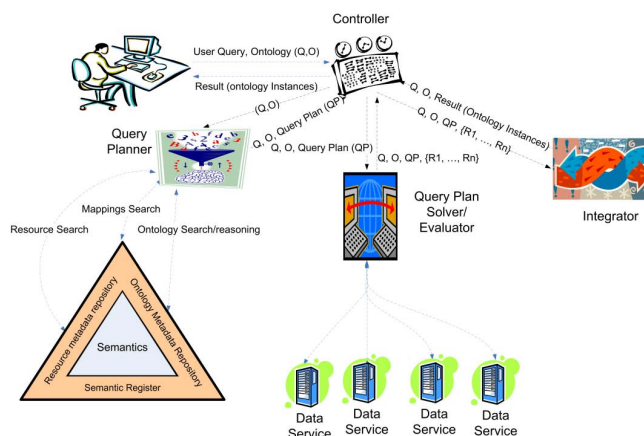 Controller
User Query, Ontology (Q,O)
Result (ontology Instances)
(Q,O)
Query
Planner
Q, O, Query Plan (QP)
Q, O, Query Plan (QP)
Q, O, QP, {R1, …, Rn}
Q, O, Result (Ontology Instances)
Q, O, QP, {R1, …, Rn}
Integrator
Query Plan
Solver/
Evaluator
Mappings Search
Resource Search
Ontology Search/reasoning
Resource metadata repository
Ontology Metadata Repository
Semantics
Semantic Register
Data
Service
Data
Service
Data
Service
Data
Service